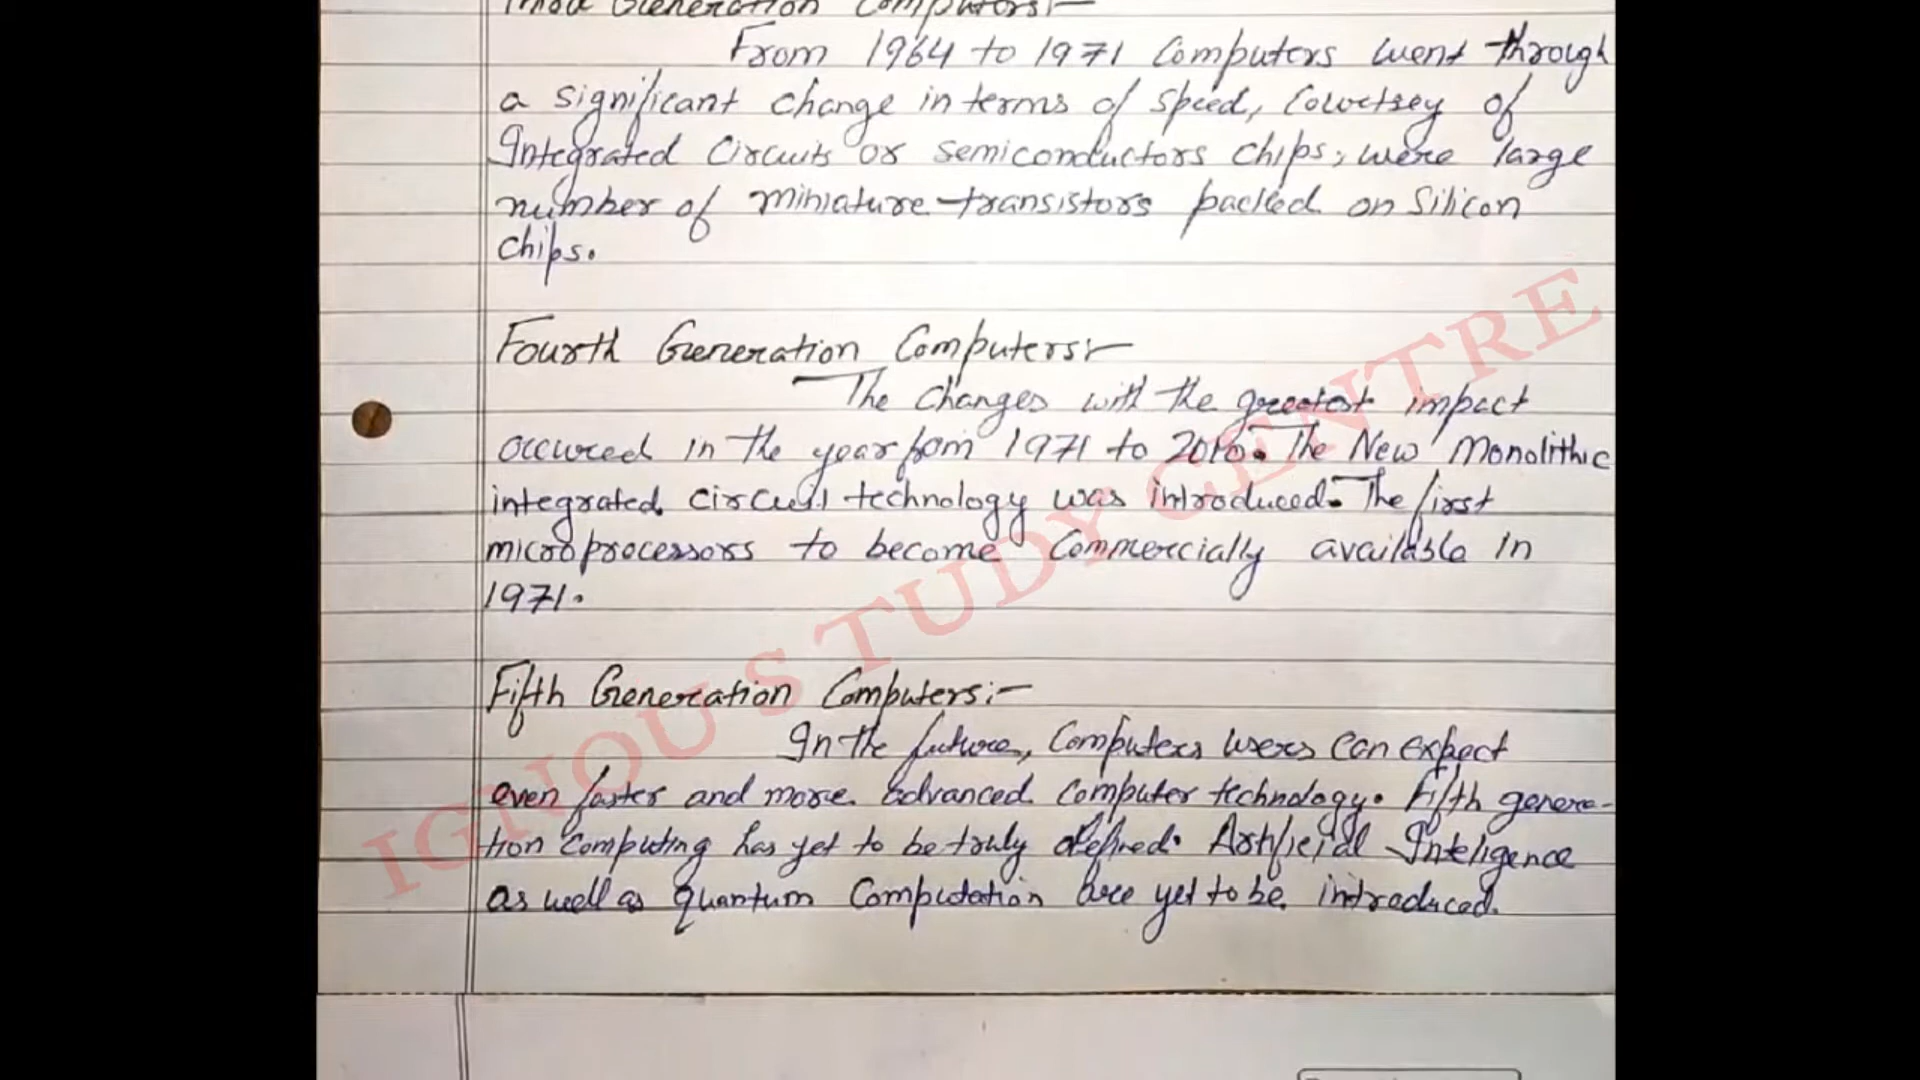 Third Generation Computers:-
From 1964 to 1971 Computers went through
a significant change in terms of speed, Courtsey of
Integrated Circuits or semiconductors chips, were large
number of miniature transistors packed on Silicon
chips.
Fourth Generation Computers:-
The changes with the greatest impact
occured in the year from 1971 to 2010. The New Monolithic
integrated circuit technology was introduced. The first
microprocessors to become Commercially available in
1971.
Fifth Generation Computers:-
In the future, Computers users can expect
even faster and more advanced computer technology. Fifth genera-
tion Computing has yet to be truly defined. Artificial Inteligence
as well as quantum Computation are yet to be introduced.
IGNOU STUDY CENTRE